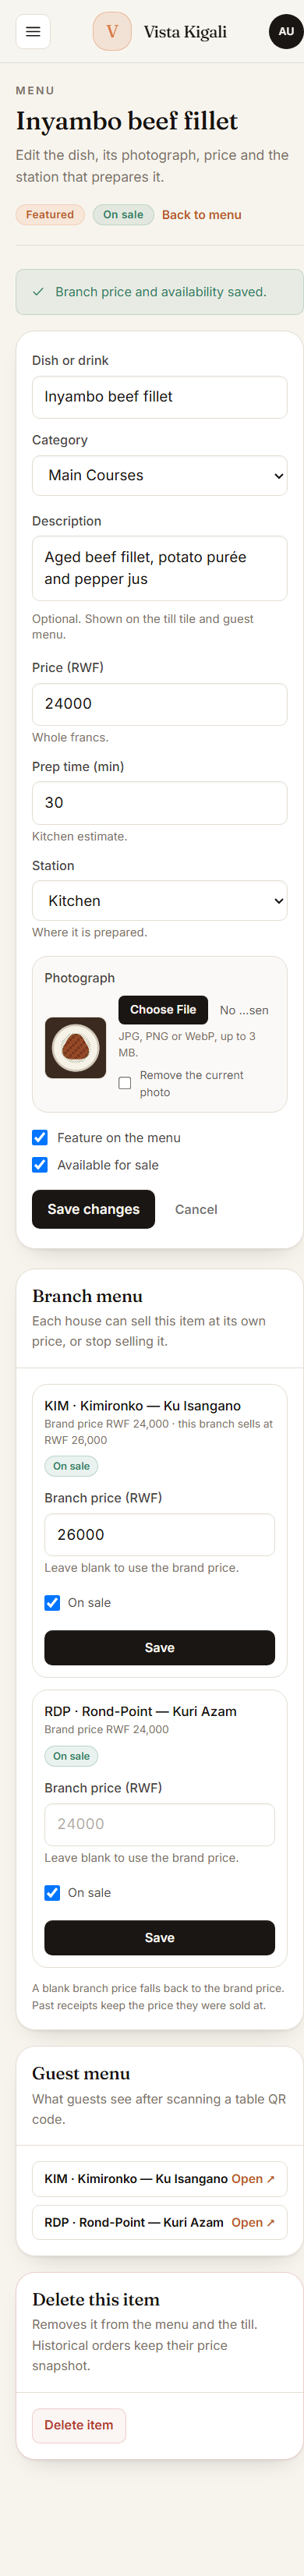 V
Vista Kigali
AU
MENU
Inyambo beef fillet
Edit the dish, its photograph, price and the
station that prepares it.
Featured
On sale
Back to menu
Branch price and availability saved.
Dish or drink
Inyambo beef fillet
Category
Main Courses
Description
Aged beef fillet, potato purée
and pepper jus
Optional. Shown on the till tile and guest
menu.
Price (RWF)
24000
Whole francs.
Prep time (min)
30
Kitchen estimate.
Station
Kitchen
Where it is prepared.
Photograph
Choose File
No ...sen
JPG, PNG or WebP, up to 3
MB.
Remove the current
photo
Feature on the menu
Available for sale
Save changes
Cancel
Branch menu
Each house can sell this item at its own
price, or stop selling it.
KIM · Kimironko — Ku Isangano
Brand price RWF 24,000 · this branch sells at
RWF 26,000
On sale
Branch price (RWF)
26000
Leave blank to use the brand price.
On sale
Save
RDP · Rond-Point — Kuri Azam
Brand price RWF 24,000
On sale
Branch price (RWF)
24000
Leave blank to use the brand price.
On sale
Save
A blank branch price falls back to the brand price.
Past receipts keep the price they were sold at.
Guest menu
What guests see after scanning a table QR
code.
KIM · Kimironko — Ku Isangano Open ↗
RDP · Rond-Point — Kuri Azam Open ↗
Delete this item
Removes it from the menu and the till.
Historical orders keep their price
snapshot.
Delete item